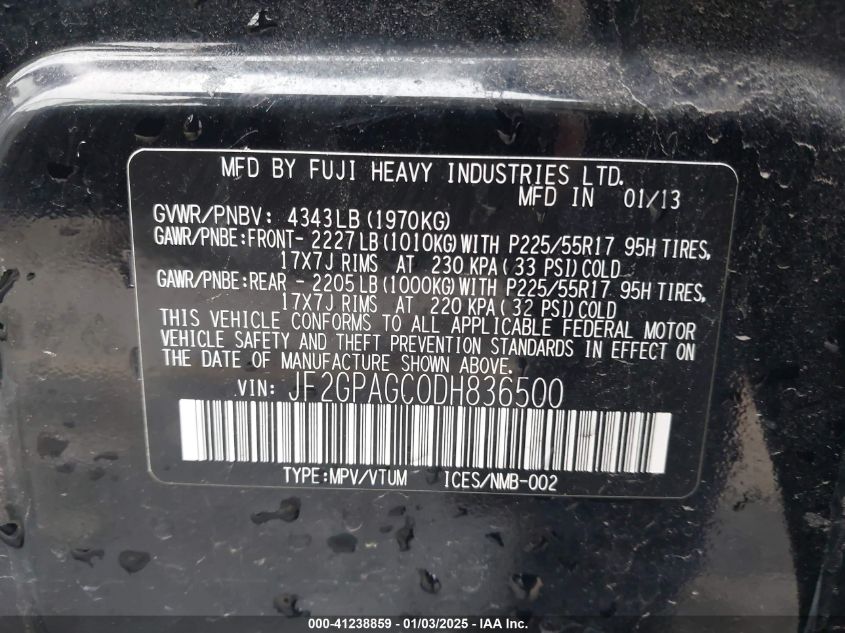 MFD BY FUJI HEAVY INDUSTRIES LTD.
MFD IN 01/13
GVWR/PNBV: 4343LB(1970KG)
GAWR/PNBE:FRONT- 2227LB(1010KG)WITH P225/55R17 95H TIRES,
17X7J RIMS AT 230 KPA(33 PSI)COLD
GAWR/PNBE:REAR - 2205LB(1000KG)WITH P225/55R17 95H TIRES,
17X7J RIMS AT 220 KPA(32 PSI)COLD
THIS VEHICLE CONFORMS TO ALL APPLICABLE FEDERAL MOTOR
VEHICLE SAFETY AND THEFT PREVENTION STANDARDS IN EFFECT ON
THE DATE OF MANUFACTURE SHOWN ABOVE.
VIN: JF2GPAGC0DH836500
TYPE:MPV/VTUM ICES/NMB-002
000-41238859 - 01/03/2025 - © IAA Holdings, LLC.